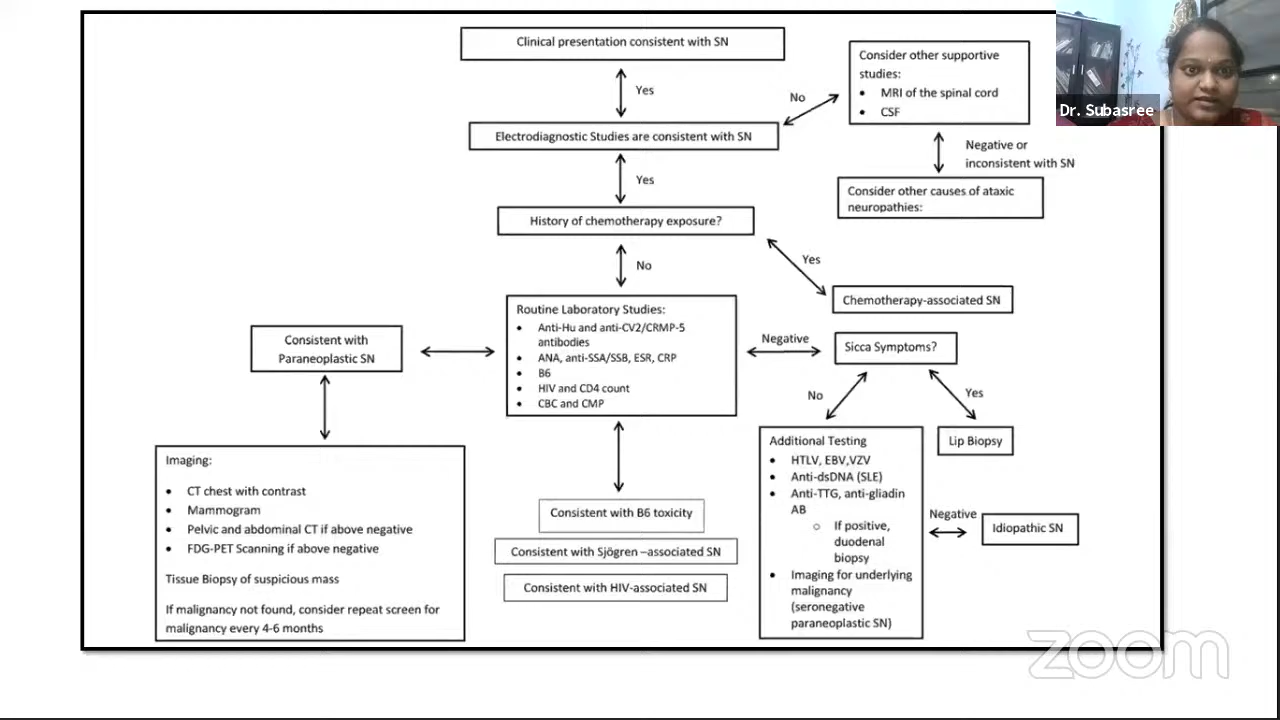 Clinical presentation consistent with SN
Yes
No
Consider other supportive
studies:
• MRI of the spinal cord
• CSF
Dr. Subasree
Electrodiagnostic Studies are consistent with SN
Negative or
inconsistent with SN
Yes
Consider other causes of ataxic
neuropathies:
History of chemotherapy exposure?
Yes
No
Chemotherapy-associated SN
Routine Laboratory Studies:
• Anti-Hu and anti-CV2/CRMP-5
antibodies
• ANA, anti-SSA/SSB, ESR, CRP
• B6
• HIV and CD4 count
• CBC and CMP
Consistent with
Paraneoplastic SN
Negative
Sicca Symptoms?
No
Yes
Lip Biopsy
Imaging:
• CT chest with contrast
• Mammogram
• Pelvic and abdominal CT if above negative
• FDG-PET Scanning if above negative
Tissue Biopsy of suspicious mass
If malignancy not found, consider repeat screen for
malignancy every 4-6 months
Consistent with B6 toxicity
Consistent with Sjögren –associated SN
Consistent with HIV-associated SN
Additional Testing
• HTLV, EBV,VZV
• Anti-dsDNA (SLE)
• Anti-TTG, anti-gliadin
AB
o If positive,
duodenal
biopsy
• Imaging for underlying
malignancy
(seronegative
paraneoplastic SN)
Negative
Idiopathic SN
zoom